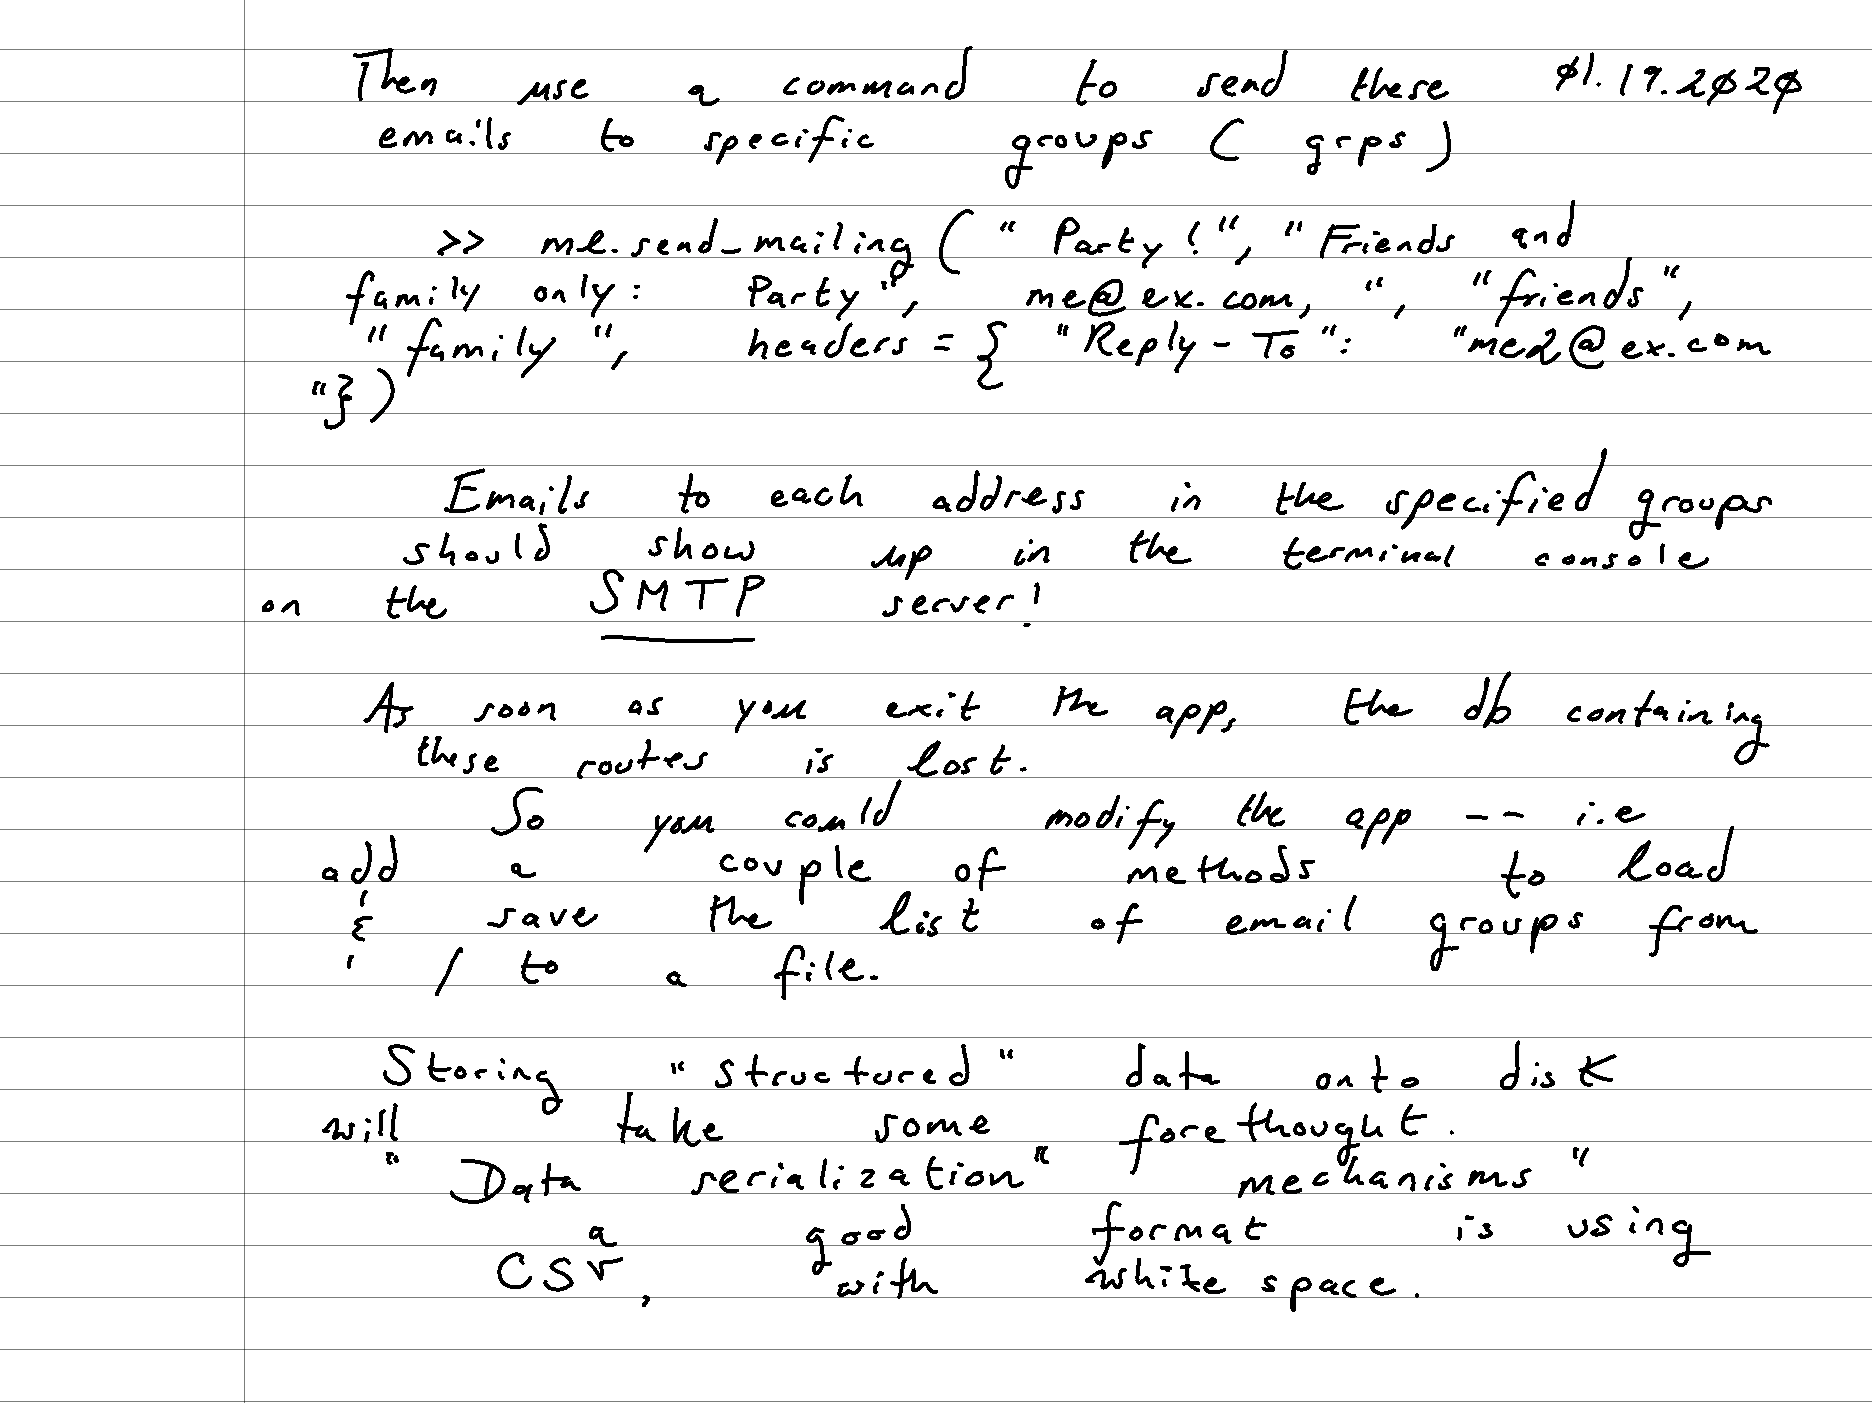 Then use a command to send these 01.19.2020
emails to specific groups ( grps )
>> ml.send_mailing ( " Party ! ", " Friends and
family only : Party ", me@ex.com, ", "friends",
" family ", headers = { "Reply - To ": "me2@ex.com
"} )
Emails to each address in the specified groups
should show up in the terminal console
on the SMTP server!
As soon as you exit the app, the db containing
these routes is lost.
So you could modify the app -- i.e
add a couple of methods to load
& save the list of email groups from
/ to a file.
Storing " structured " data onto disk
will take some forethought.
" Data serialization " mechanisms "
a good format is using
CSV, with white space.